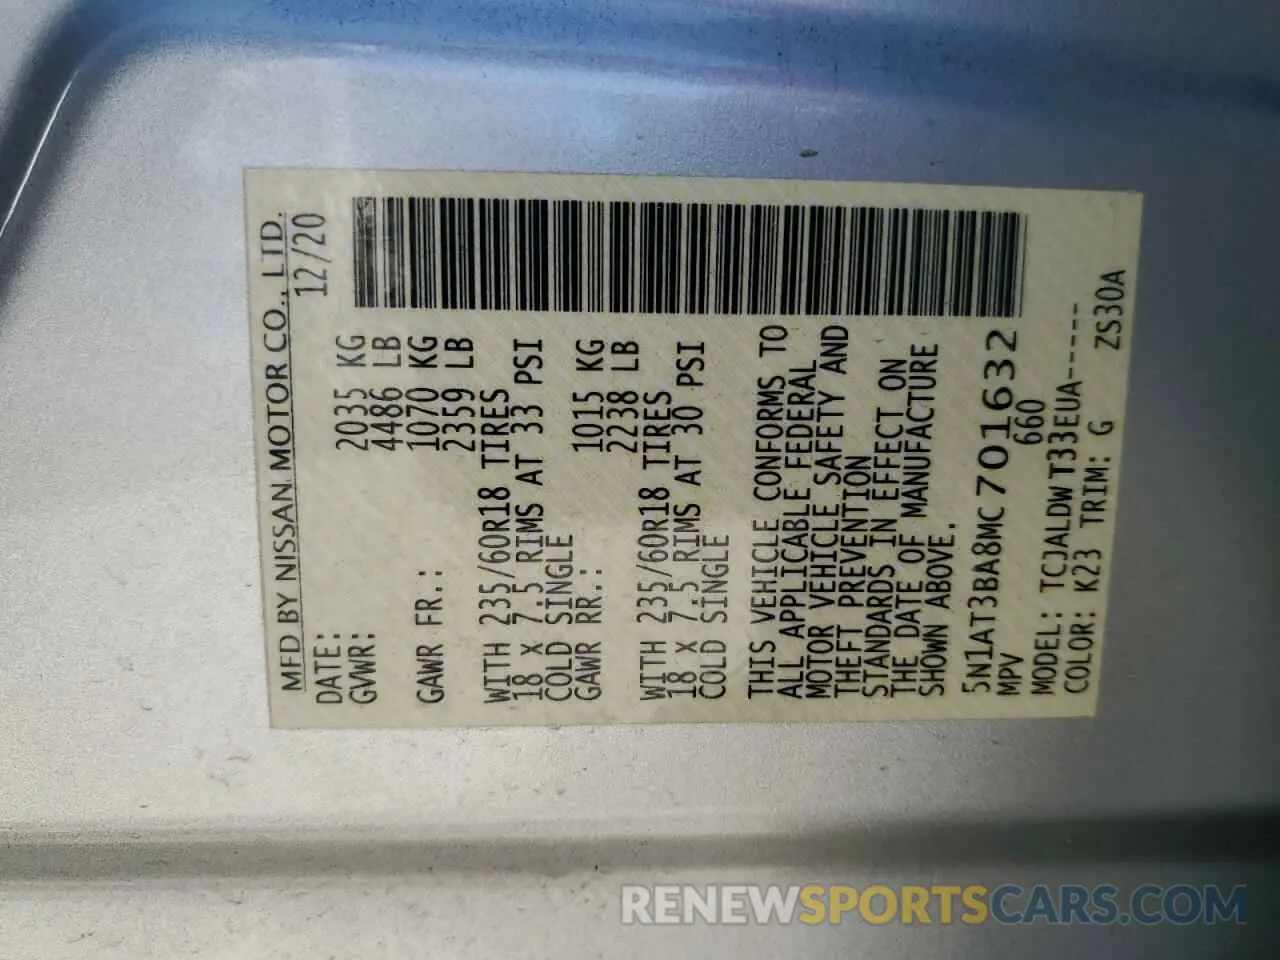 MFD BY NISSAN MOTOR CO., LTD.
DATE: 12/20
GVWR: 2035 KG
4486 LB
GAWR FR.: 1070 KG
2359 LB
WITH 235/60R18 TIRES
18 X 7.5 RIMS AT 33 PSI
COLD SINGLE
GAWR RR.: 1015 KG
2238 LB
WITH 235/60R18 TIRES
18 X 7.5 RIMS AT 30 PSI
COLD SINGLE
THIS VEHICLE CONFORMS TO
ALL APPLICABLE FEDERAL
MOTOR VEHICLE SAFETY AND
THEFT PREVENTION
STANDARDS IN EFFECT ON
THE DATE OF MANUFACTURE
SHOWN ABOVE.
5N1AT3BA8MC701632
MPV 660
MODEL: TCJALDWT33EUA-----
COLOR: K23 TRIM: G ZS30A
RENEWSPORTSCARS.COM